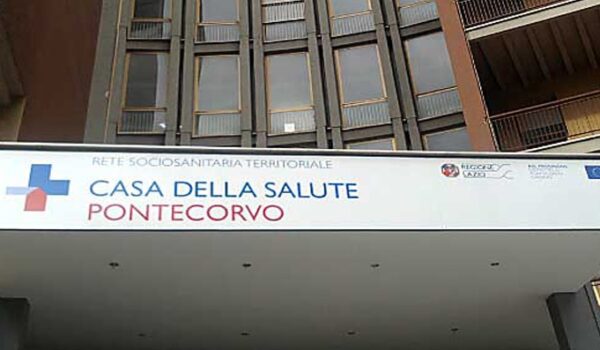 RETE SOCIOSANITARIA TERRITORIALE
CASA DELLA SALUTE
PONTECORVO
REGIONE
LAZIO